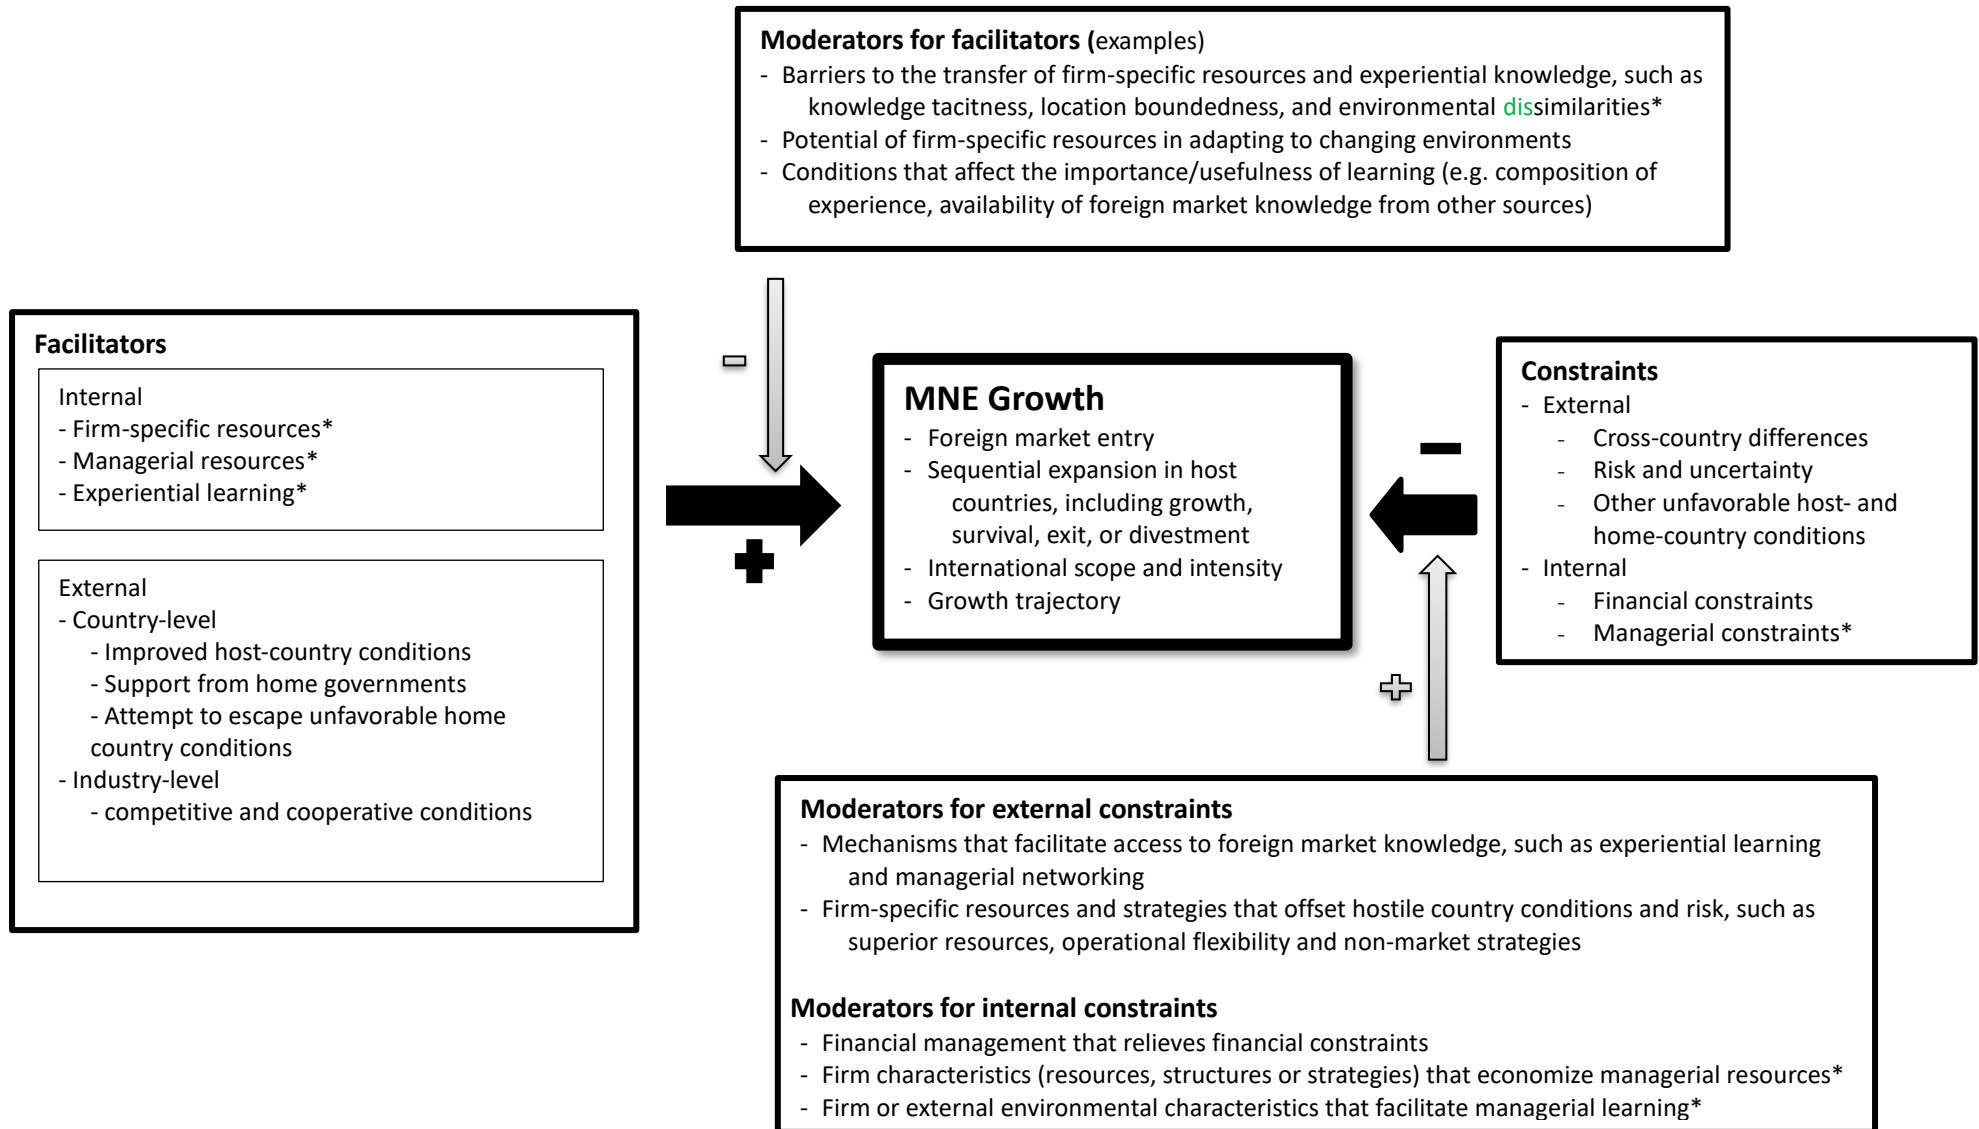 Moderators for facilitators (examples)
- Barriers to the transfer of firm-specific resources and experiential knowledge, such as
knowledge tacitness, location boundedness, and environmental dissimilarities*
- Potential of firm-specific resources in adapting to changing environments
- Conditions that affect the importance/usefulness of learning (e.g. composition of
experience, availability of foreign market knowledge from other sources)
Facilitators
Internal
- Firm-specific resources*
- Managerial resources*
- Experiential learning*
External
- Country-level
- Improved host-country conditions
- Support from home governments
- Attempt to escape unfavorable home
country conditions
- Industry-level
- competitive and cooperative conditions
MNE Growth
- Foreign market entry
- Sequential expansion in host
countries, including growth,
survival, exit, or divestment
- International scope and intensity
- Growth trajectory
Constraints
- External
- Cross-country differences
- Risk and uncertainty
- Other unfavorable host- and
home-country conditions
- Internal
- Financial constraints
- Managerial constraints*
Moderators for external constraints
- Mechanisms that facilitate access to foreign market knowledge, such as experiential learning
and managerial networking
- Firm-specific resources and strategies that offset hostile country conditions and risk, such as
superior resources, operational flexibility and non-market strategies
Moderators for internal constraints
- Financial management that relieves financial constraints
- Firm characteristics (resources, structures or strategies) that economize managerial resources*
- Firm or external environmental characteristics that facilitate managerial learning*